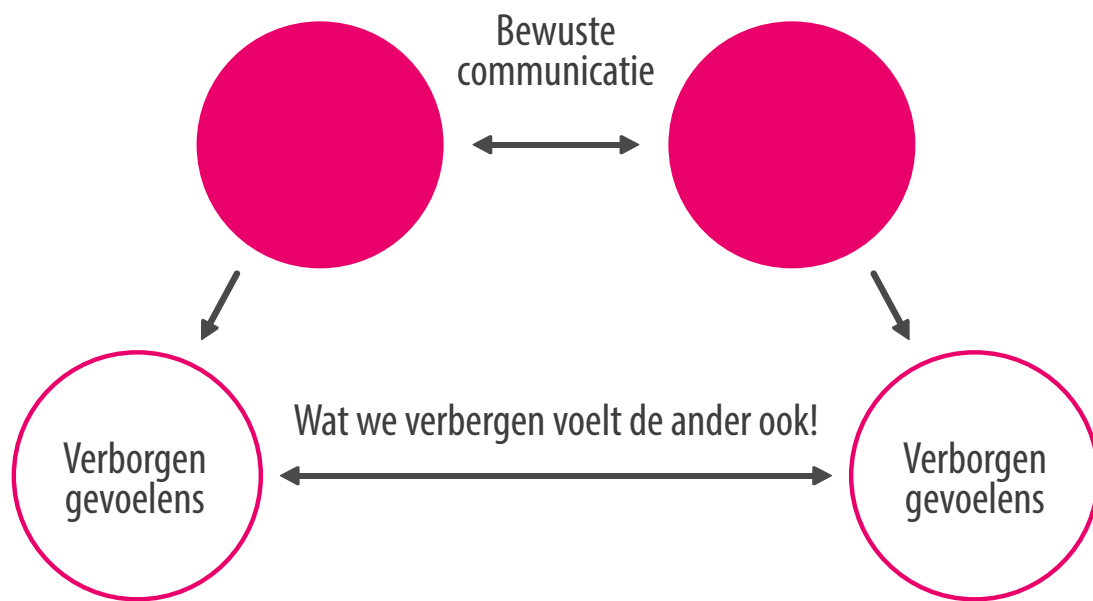 Bewuste
communicatie
Wat we verbergen voelt de ander ook!
Verborgen
gevoelens
Verborgen
gevoelens